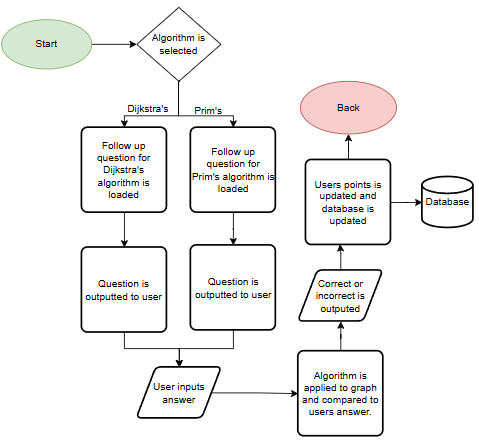 Start
Algorithm is
selected
Dijkstra's
Prim's
Follow up
question for
Dijkstra's
algorithm is
loaded
Follow up
question for
Prim's algorithm is
loaded
Question is
outputted to user
Question is
outputted to user
User inputs
answer
Algorithm is
applied to graph
and compared to
users answer.
Correct or
incorrect is
outputed
Users points is
updated and
database is
updated
Database
Back